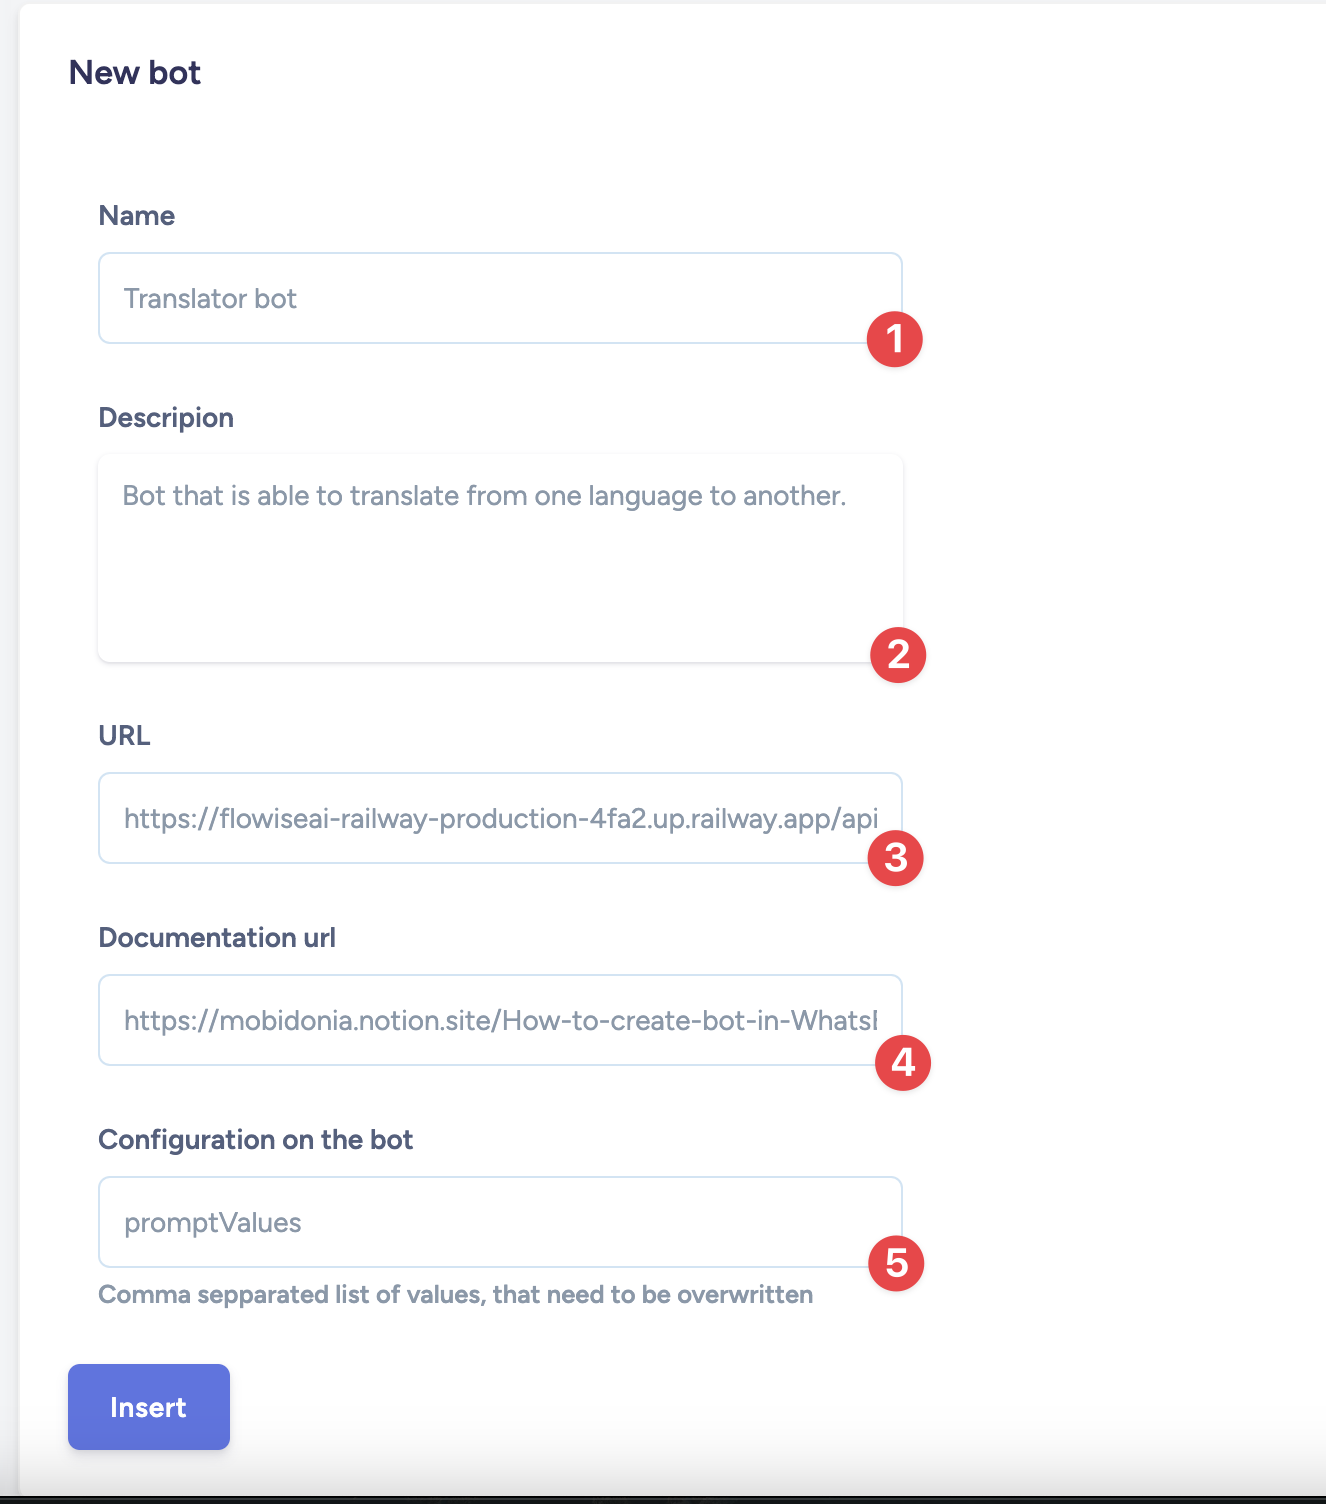 New bot
Name
Translator bot
1
Descripion
Bot that is able to translate from one language to another.
2
URL
https://flowiseai-railway-production-4fa2.up.railway.app/api
3
Documentation url
https://mobidonia.notion.site/How-to-create-bot-in-Whats
4
Configuration on the bot
promptValues
5
Comma sepparated list of values, that need to be overwritten
Insert